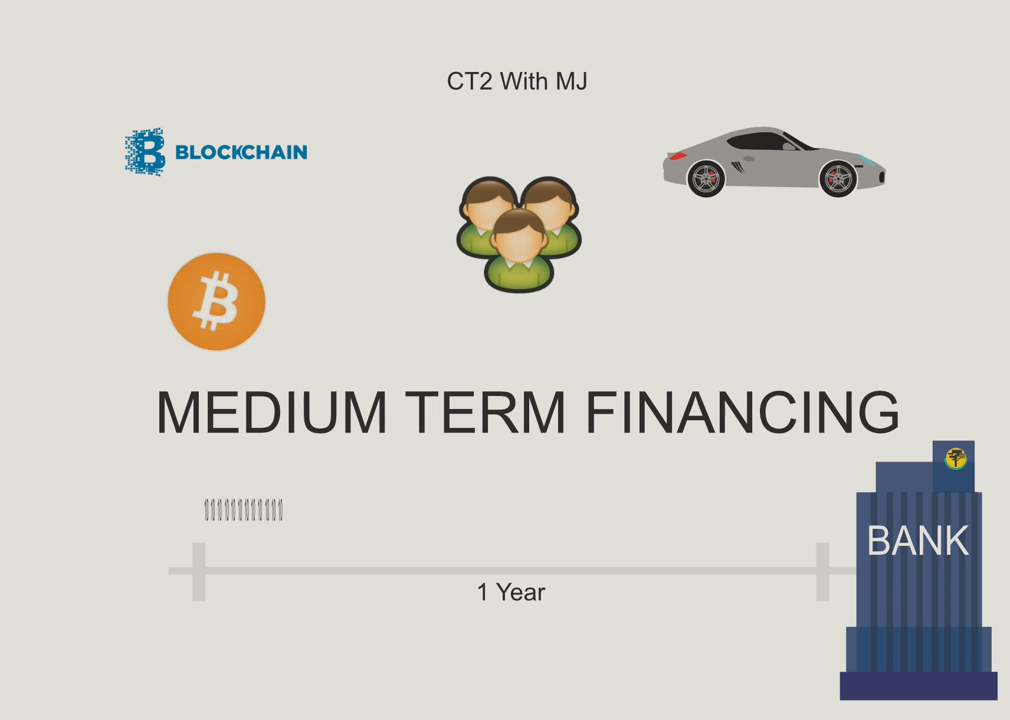 CT2 With MJ
BLOCKCHAIN
MEDIUM TERM FINANCING
BANK
1 Year